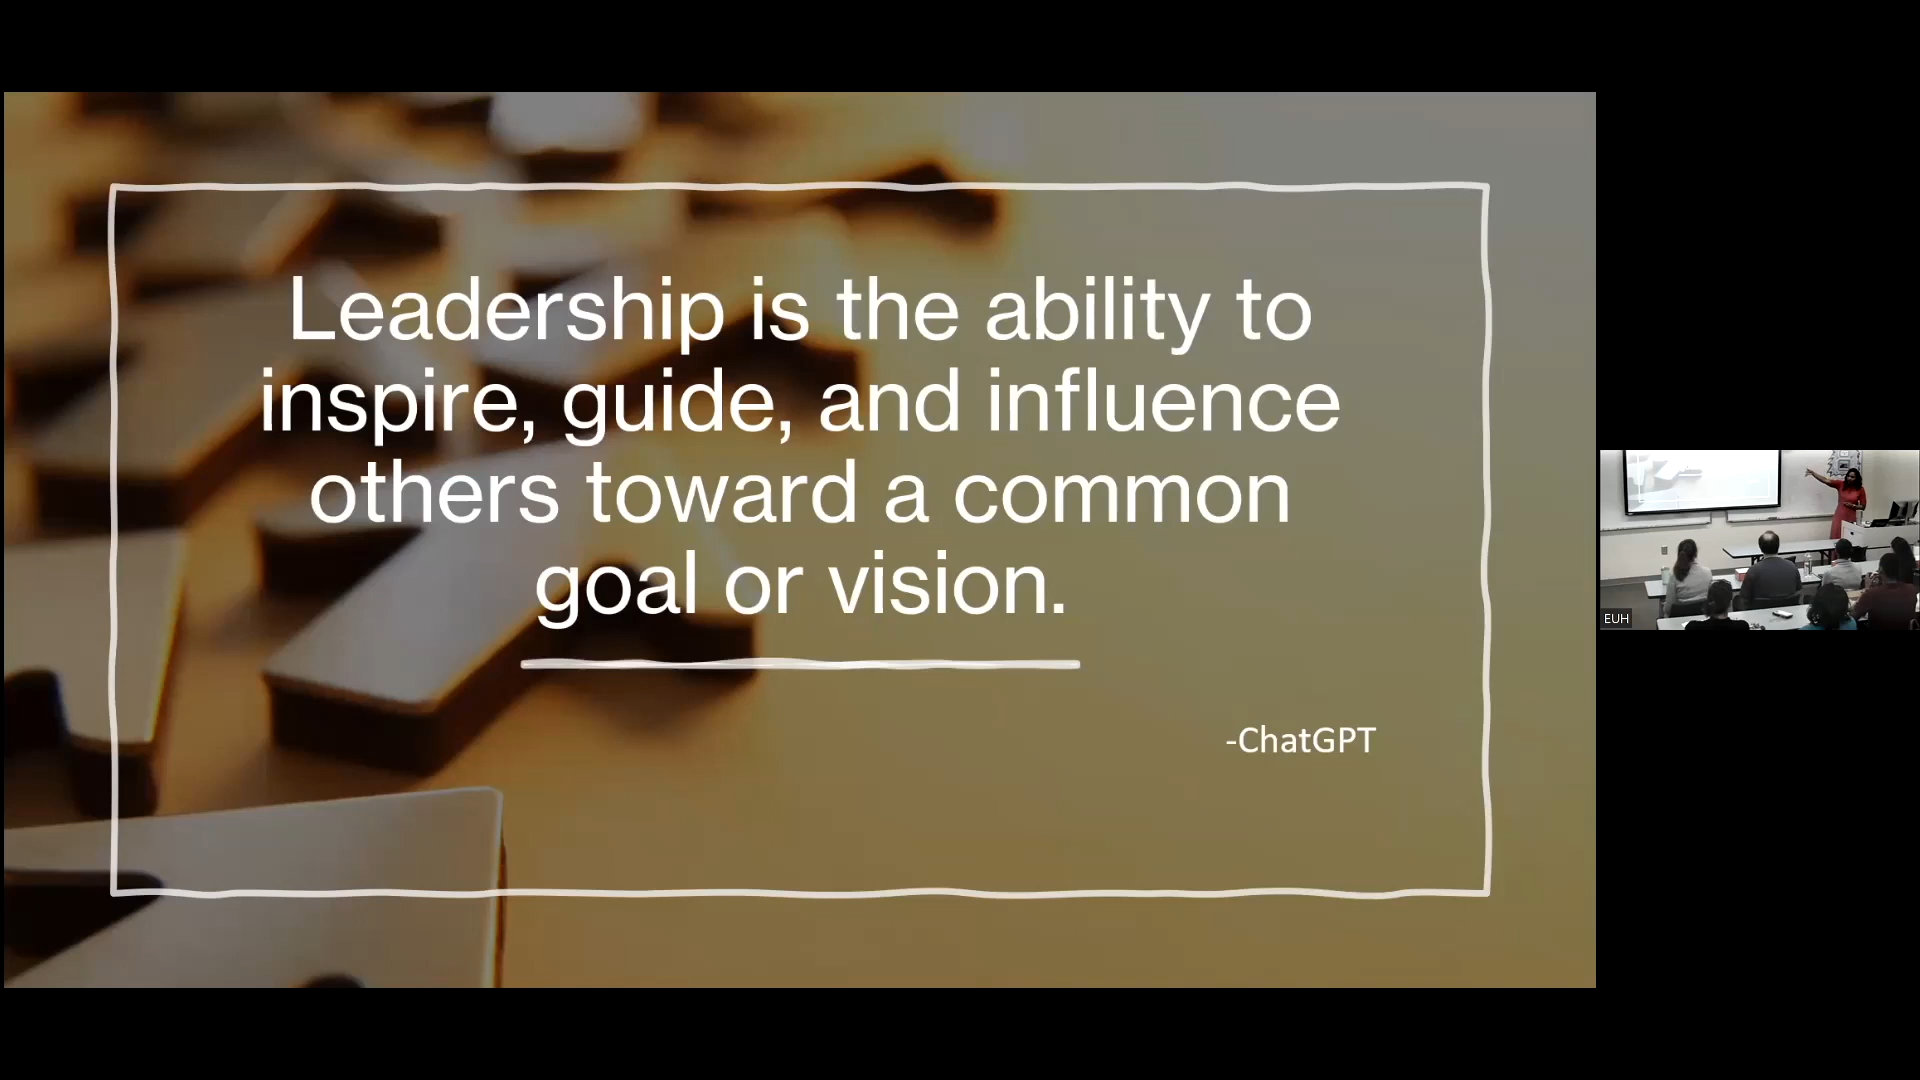 Leadership is the ability to
inspire, guide, and influence
others toward a common
goal or vision.
-ChatGPT
EUH